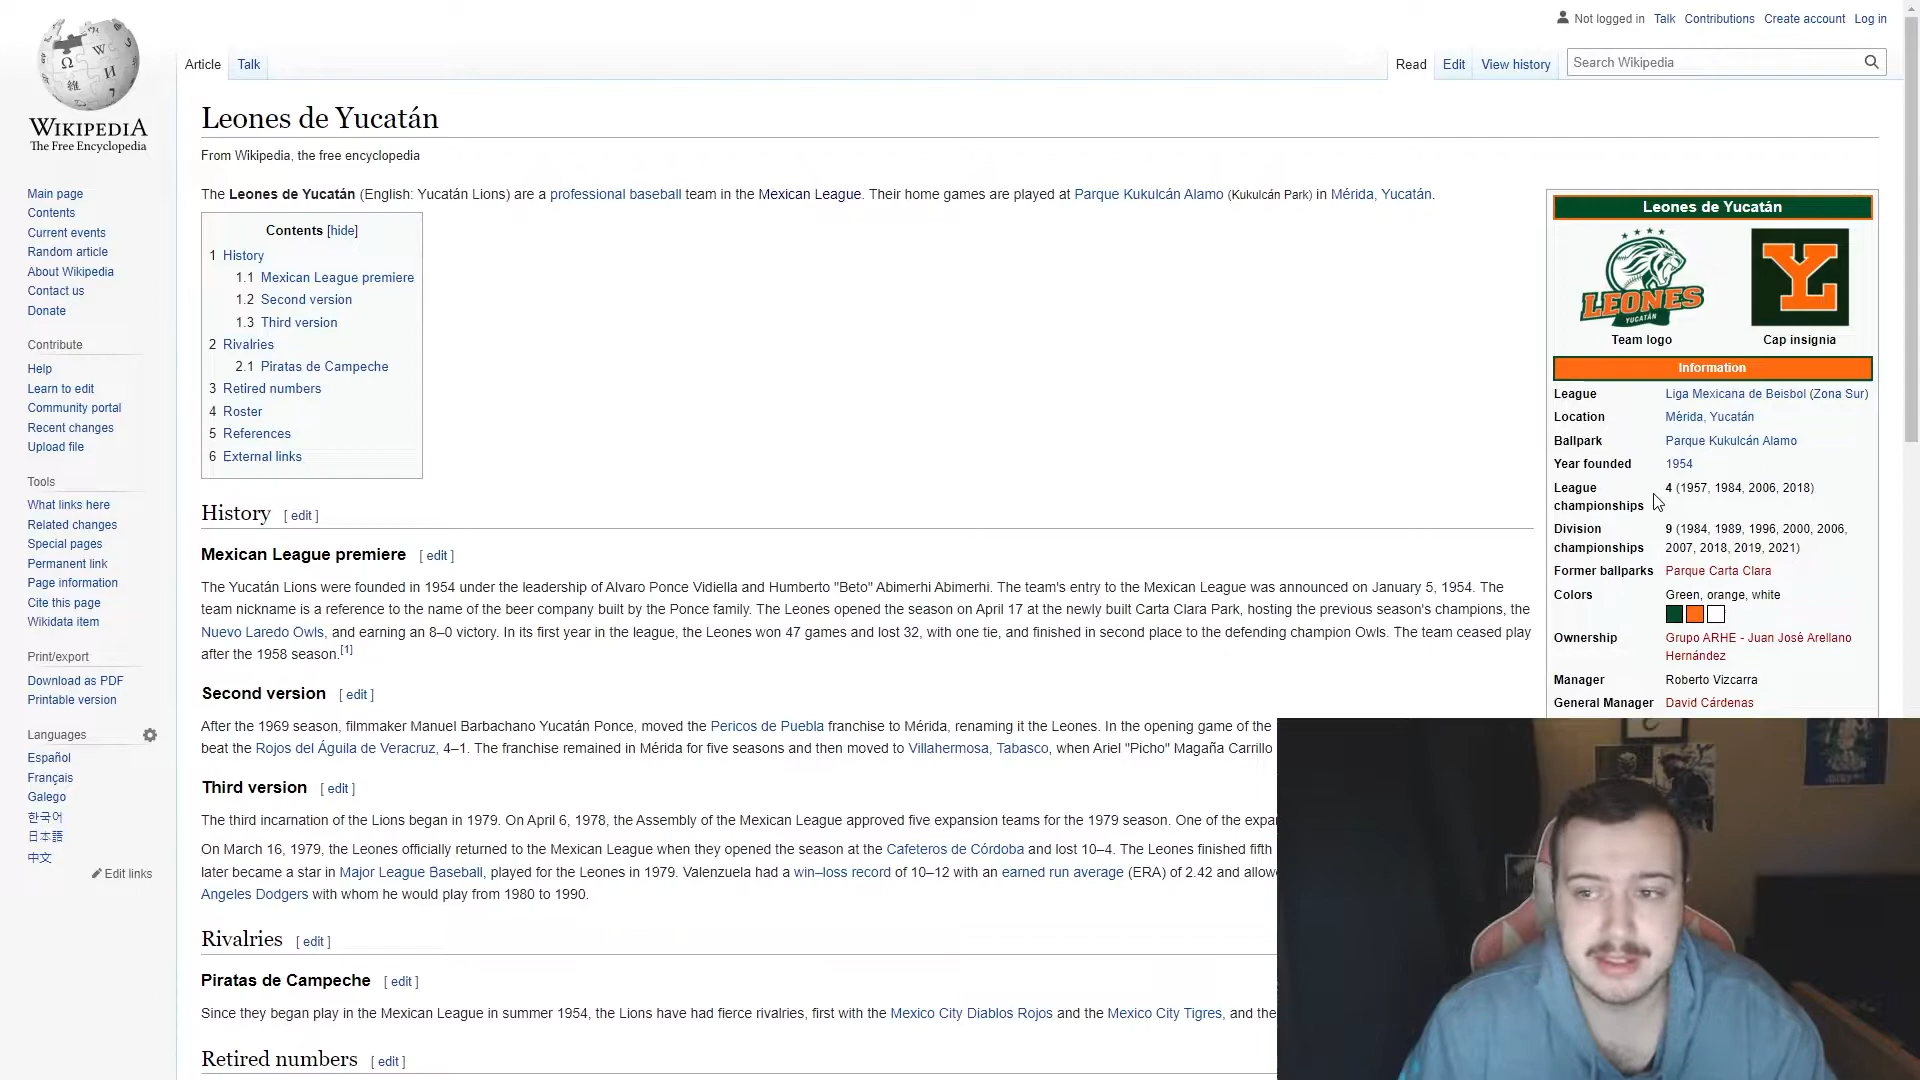 Not logged in Talk Contributions Create account Log in
Article Talk Read Edit View history Search Wikipedia
WIKIPEDIA
The Free Encyclopedia
Leones de Yucatán
From Wikipedia, the free encyclopedia
The Leones de Yucatán (English: Yucatán Lions) are a professional baseball team in the Mexican League. Their home games are played at Parque Kukulcán Alamo (Kukulcán Park) in Mérida, Yucatán.
Main page
Contents
Current events
Random article
About Wikipedia
Contact us
Donate
Contribute
Help
Learn to edit
Community portal
Recent changes
Upload file
Tools
What links here
Related changes
Special pages
Permanent link
Page information
Cite this page
Wikidata item
Print/export
Download as PDF
Printable version
Languages
Español
Français
Galego
한국어
日本語
中文
Edit links
Contents [hide]
1 History
1.1 Mexican League premiere
1.2 Second version
1.3 Third version
2 Rivalries
2.1 Piratas de Campeche
3 Retired numbers
4 Roster
5 References
6 External links
History [ edit ]
Mexican League premiere [ edit ]
The Yucatán Lions were founded in 1954 under the leadership of Alvaro Ponce Vidiella and Humberto "Beto" Abimerhi Abimerhi. The team's entry to the Mexican League was announced on January 5, 1954. The
team nickname is a reference to the name of the beer company built by the Ponce family. The Leones opened the season on April 17 at the newly built Carta Clara Park, hosting the previous season's champions, the
Nuevo Laredo Owls, and earning an 8–0 victory. In its first year in the league, the Leones won 47 games and lost 32, with one tie, and finished in second place to the defending champion Owls. The team ceased play
after the 1958 season.[1]
Second version [ edit ]
After the 1969 season, filmmaker Manuel Barbachano Yucatán Ponce, moved the Pericos de Puebla franchise to Mérida, renaming it the Leones. In the opening game of the
beat the Rojos del Águila de Veracruz, 4–1. The franchise remained in Mérida for five seasons and then moved to Villahermosa, Tabasco, when Ariel "Picho" Magaña Carrillo
Third version [ edit ]
The third incarnation of the Lions began in 1979. On April 6, 1978, the Assembly of the Mexican League approved five expansion teams for the 1979 season. One of the expa
On March 16, 1979, the Leones officially returned to the Mexican League when they opened the season at the Cafeteros de Córdoba and lost 10–4. The Leones finished fifth
later became a star in Major League Baseball, played for the Leones in 1979. Valenzuela had a win–loss record of 10–12 with an earned run average (ERA) of 2.42 and allow
Angeles Dodgers with whom he would play from 1980 to 1990.
Rivalries [ edit ]
Piratas de Campeche [ edit ]
Since they began play in the Mexican League in summer 1954, the Lions have had fierce rivalries, first with the Mexico City Diablos Rojos and the Mexico City Tigres, and the
Retired numbers [ edit ]
Leones de Yucatán
LEONES
YUCATÁN
Y
Team logo Cap insignia
Information
League Liga Mexicana de Beisbol (Zona Sur)
Location Mérida, Yucatán
Ballpark Parque Kukulcán Alamo
Year founded 1954
League championships 4 (1957, 1984, 2006, 2018)
Division championships 9 (1984, 1989, 1996, 2000, 2006,
2007, 2018, 2019, 2021)
Former ballparks Parque Carta Clara
Colors Green, orange, white
Ownership Grupo ARHE - Juan José Arellano
Hernández
Manager Roberto Vizcarra
General Manager David Cárdenas